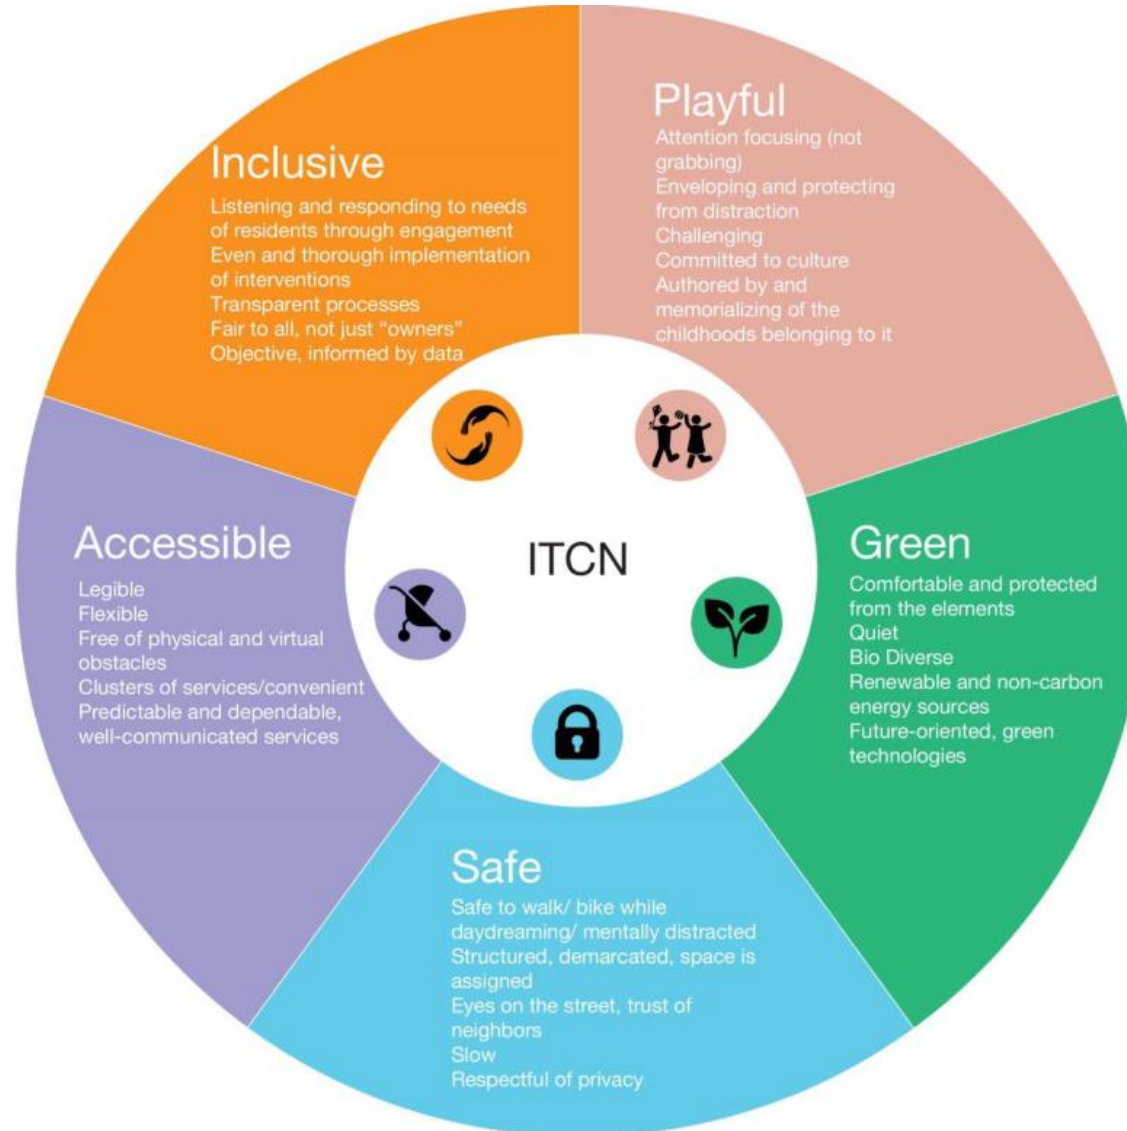 Playful
Attention focusing (not
grabbing)
Enveloping and protecting
from distraction
Challenging
Committed to culture
Authored by and
memorializing of the
childhoods belonging to it
Inclusive
Listening and responding to needs
of residents through engagement
Even and thorough implementation
of interventions
Transparent processes
Fair to all, not just “owners”
Objective, informed by data
ITCN
Accessible
Legible
Flexible
Free of physical and virtual
obstacles
Clusters of services/convenient
Predictable and dependable,
well-communicated services
Green
Comfortable and protected
from the elements
Quiet
Bio Diverse
Renewable and non-carbon
energy sources
Future-oriented, green
technologies
Safe
Safe to walk/ bike while
daydreaming/ mentally distracted
Structured, demarcated, space is
assigned
Eyes on the street, trust of
neighbors
Slow
Respectful of privacy